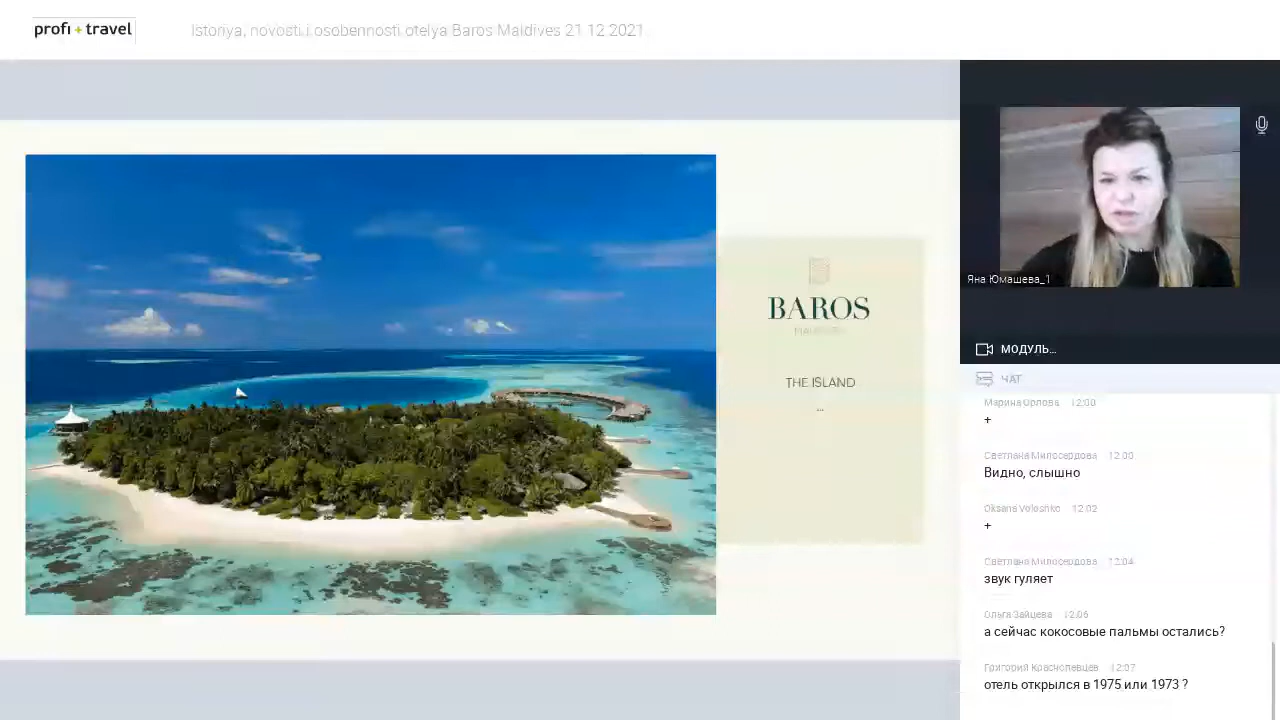 profi + travel
Istoriya, novosti i osobennosti otelya Baros Maldives 21 12 2021
BAROS
MALDIVES
THE ISLAND
...
Яна Юмашева_1
МОДУЛЬ...
ЧАТ
Марина Орлова 12:00
+
Светлана Милосердова 12:00
Видно, слышно
Oksana Voloshko 12:02
+
Светлана Милосердова 12:04
звук гуляет
Ольга Зайцева 12:06
а сейчас кокосовые пальмы остались?
Григорий Краснопевцев 12:07
отель открылся в 1975 или 1973 ?